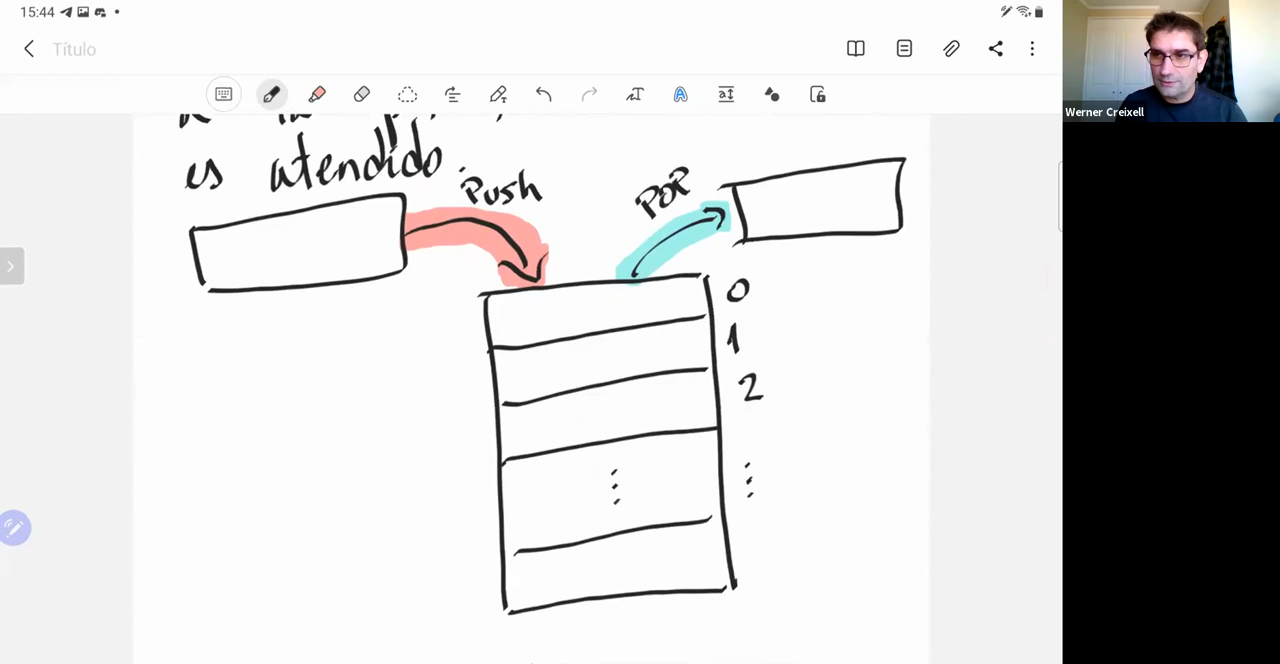 15:44
Título
es atendido.
Push
POP
0
1
2
Werner Creixell